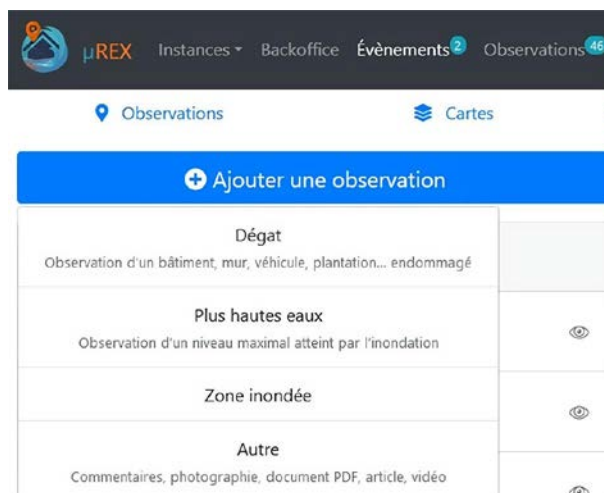 µREX Instances Backoffice Évènements 2 Observations 46
Observations Cartes
Ajouter une observation
Dégat
Observation d'un bâtiment, mur, véhicule, plantation... endommagé
Plus hautes eaux
Observation d'un niveau maximal atteint par l'inondation
Zone inondée
Autre
Commentaires, photographie, document PDF, article, vidéo